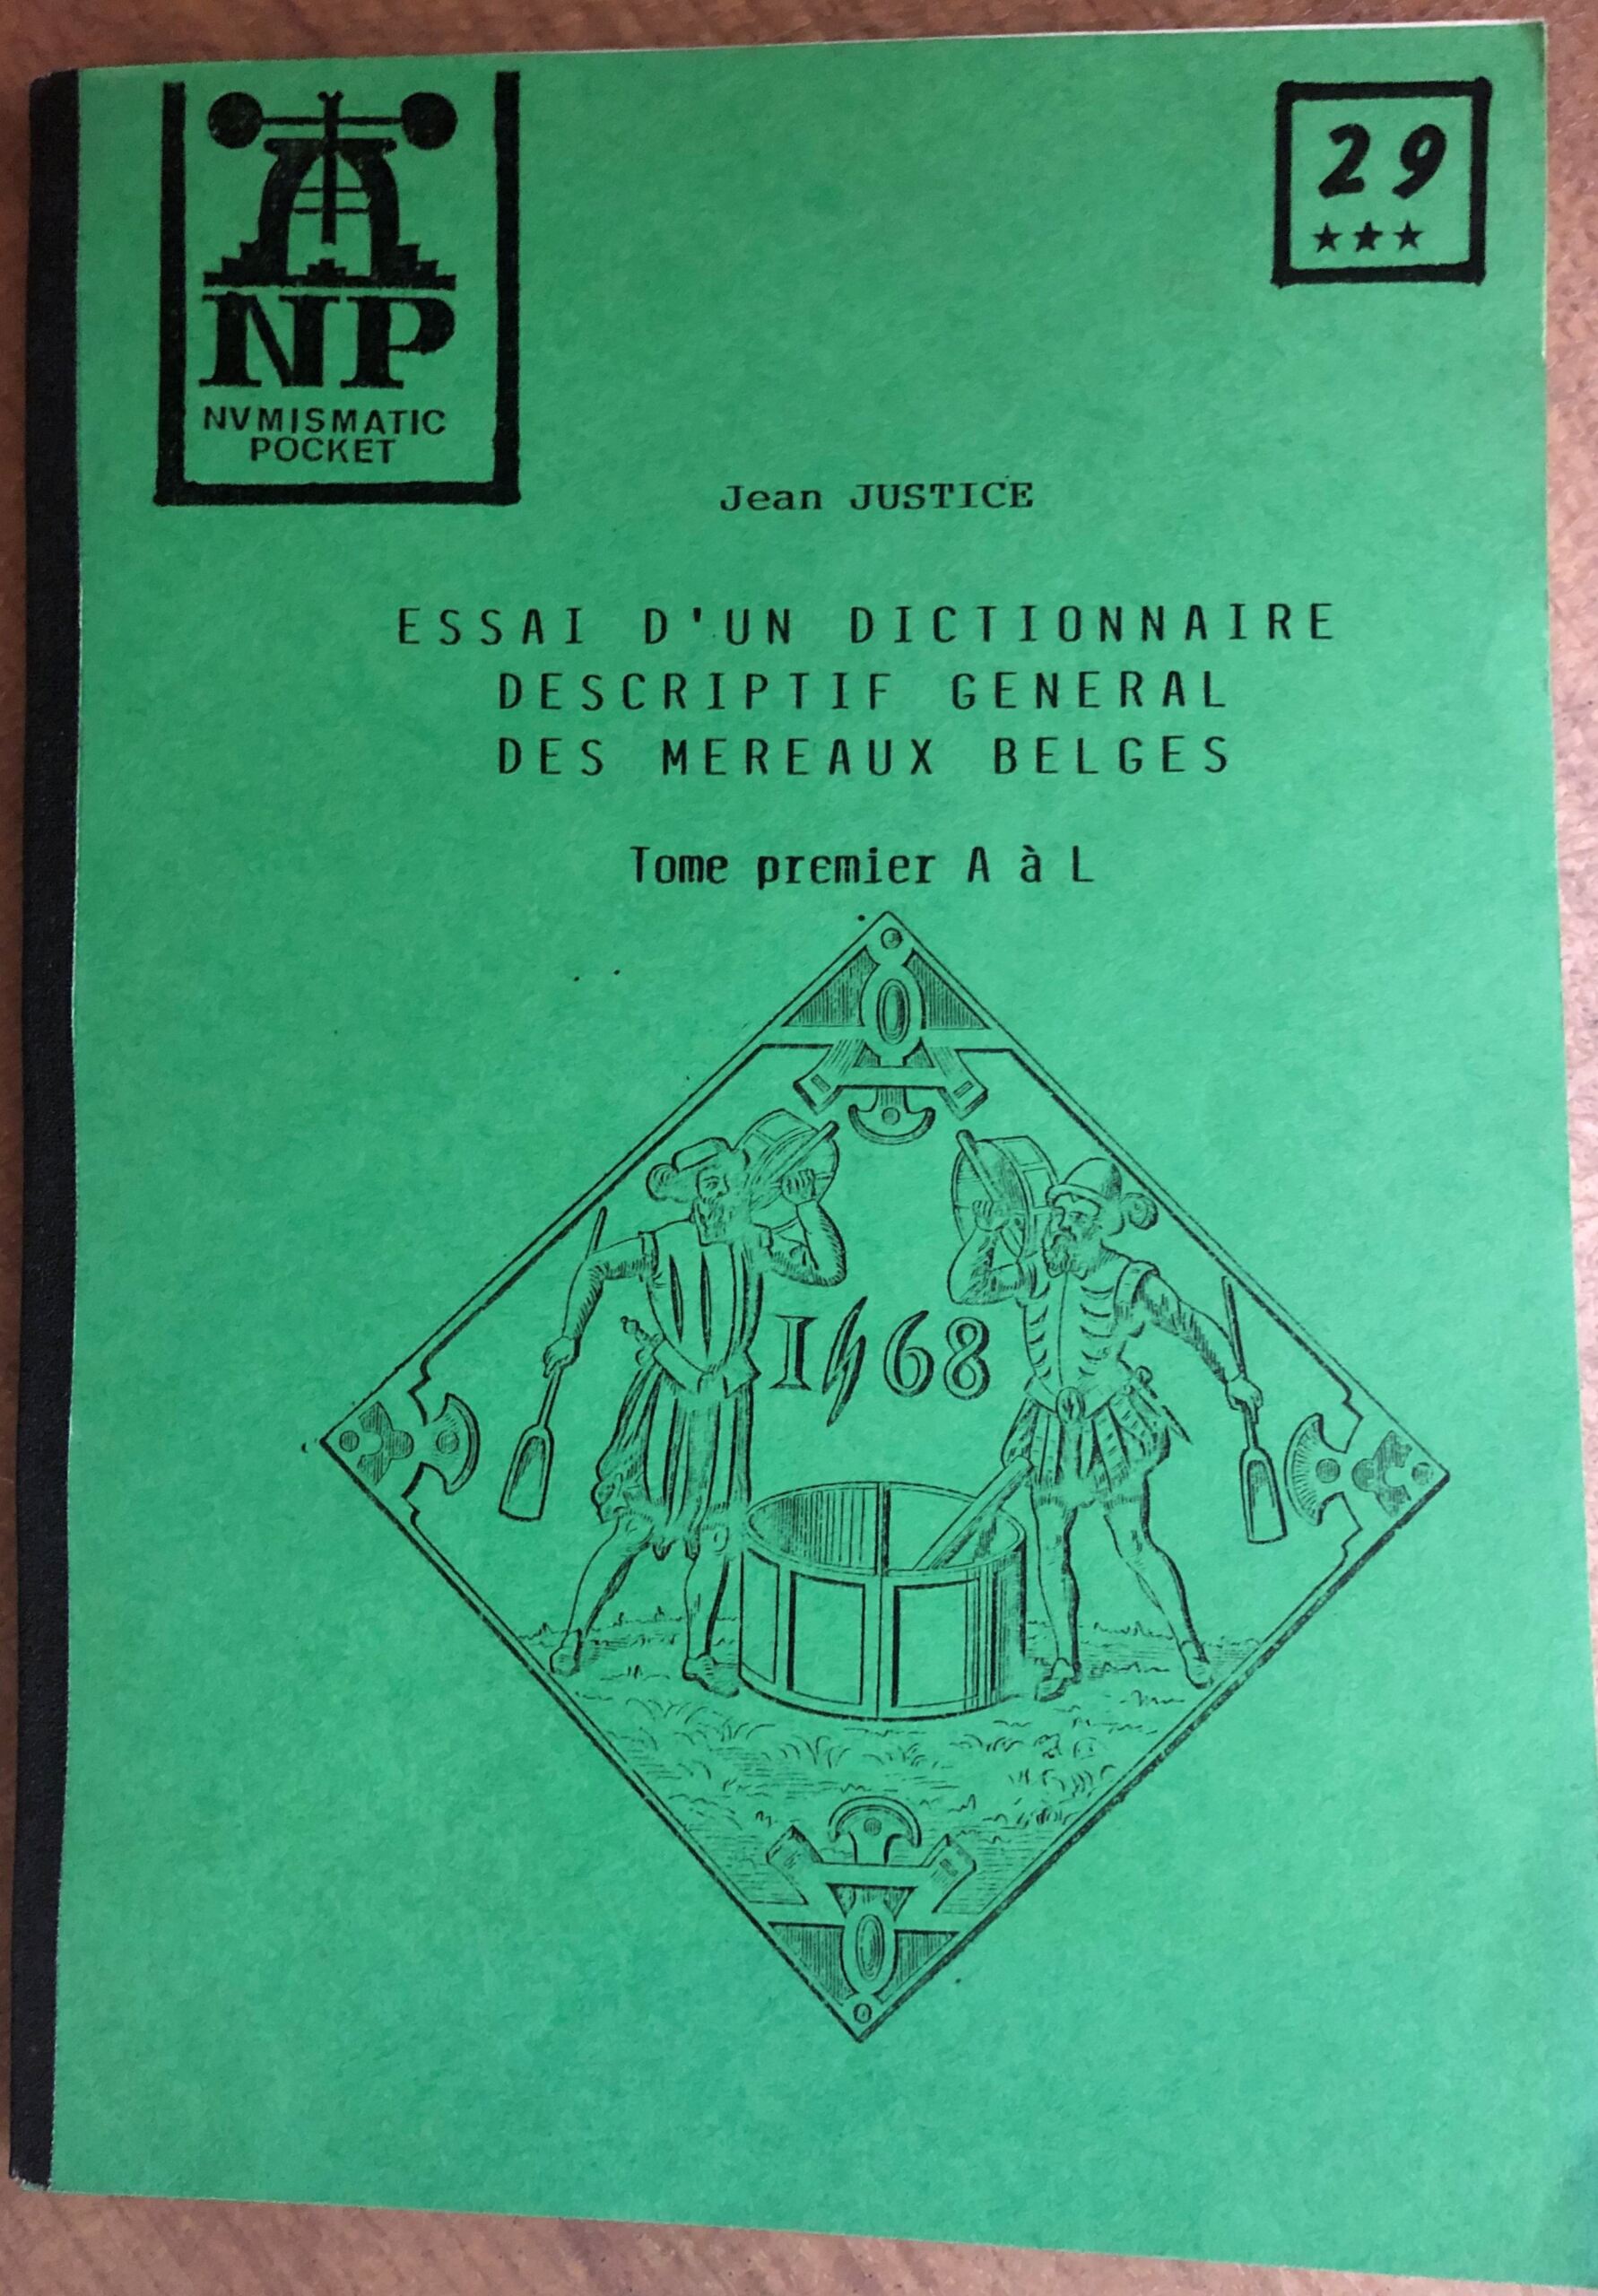 NP
NVMISMATIC
POCKET
29
★★★
Jean JUSTICE
ESSAI D'UN DICTIONNAIRE
DESCRIPTIF GENERAL
DES MEREAUX BELGES
Tome premier A à L
1568